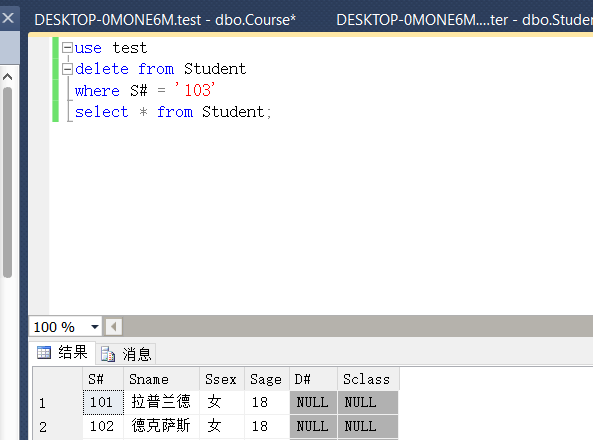 DESKTOP-0MONE6M.test - dbo.Course* DESKTOP-0MONE6M....ter - dbo.Studen
use test
delete from Student
where S# = '103'
select * from Student;
100 %
结果 消息
S# Sname Ssex Sage D# Sclass
1 101 拉普兰德 女 18 NULL NULL
2 102 德克萨斯 女 18 NULL NULL